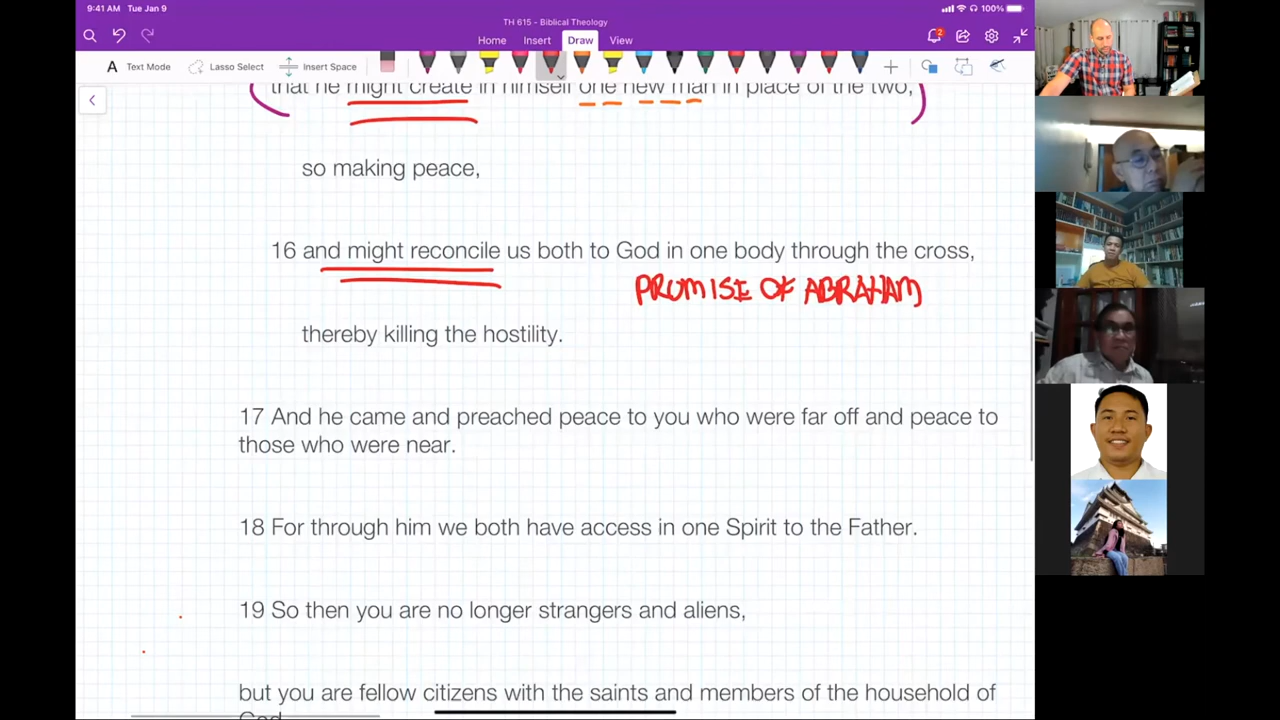 9:41 AM Tue Jan 9
100%
TH 615 - Biblical Theology
Home Insert Draw View
2
A Text Mode Lasso Select Insert Space
that he might create in himself one new man in place of the two,
so making peace,
16 and might reconcile us both to God in one body through the cross,
PROMISE OF ABRAHAM
thereby killing the hostility.
17 And he came and preached peace to you who were far off and peace to
those who were near.
18 For through him we both have access in one Spirit to the Father.
19 So then you are no longer strangers and aliens,
but you are fellow citizens with the saints and members of the household of
God